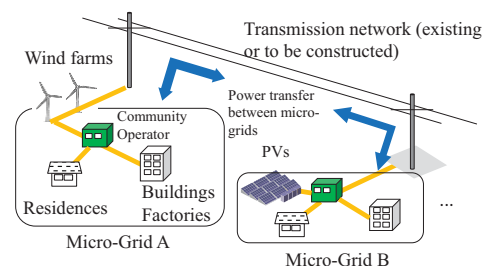 Transmission network (existing
or to be constructed)
Wind farms
Power transfer
between micro-
grids
Community
Operator
PVs
Buildings
Factories
Residences
...
Micro-Grid A
Micro-Grid B